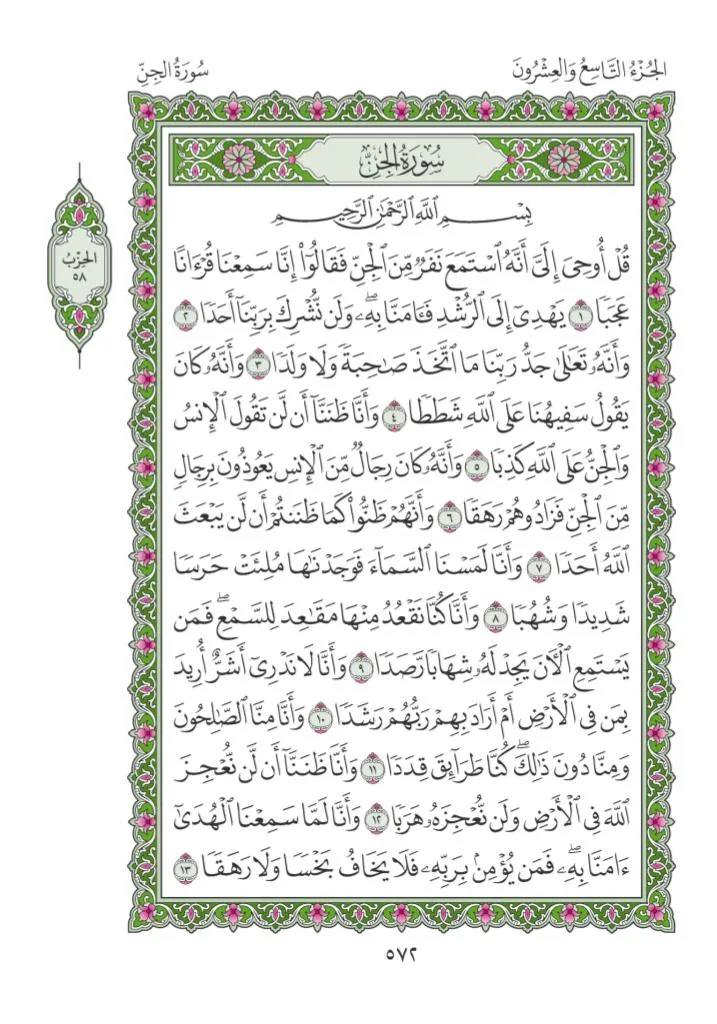 الجُزْءُ التَّاسِعُ وَالعِشْرُونَ
سُورَةُ الجِنّ
سُورَةُ الجِنّ
بِسۡمِ ٱللَّهِ ٱلرَّحۡمَٰنِ ٱلرَّحِيمِ
قُلۡ أُوحِيَ إِلَيَّ أَنَّهُ ٱسۡتَمَعَ نَفَرٞ مِّنَ ٱلۡجِنِّ فَقَالُوٓاْ إِنَّا سَمِعۡنَا قُرۡءَانًا
عَجَبٗا ١ يَهۡدِيٓ إِلَى ٱلرُّشۡدِ فَـَٔامَنَّا بِهِۦۖ وَلَن نُّشۡرِكَ بِرَبِّنَآ أَحَدٗا ٢
وَأَنَّهُۥ تَعَٰلَىٰ جَدُّ رَبِّنَا مَا ٱتَّخَذَ صَٰحِبَةٗ وَلَا وَلَدٗا ٣ وَأَنَّهُۥ كَانَ
يَقُولُ سَفِيهُنَا عَلَى ٱللَّهِ شَطَطٗا ٤ وَأَنَّا ظَنَنَّآ أَن لَّن تَقُولَ ٱلۡإِنسُ
وَٱلۡجِنُّ عَلَى ٱللَّهِ كَذِبٗا ٥ وَأَنَّهُۥ كَانَ رِجَالٞ مِّنَ ٱلۡإِنسِ يَعُوذُونَ بِرِجَالٖ
مِّنَ ٱلۡجِنِّ فَزَادُوهُمۡ رَهَقٗا ٦ وَأَنَّهُمۡ ظَنُّواْ كَمَا ظَنَنتُمۡ أَن لَّن يَبۡعَثَ
ٱللَّهُ أَحَدٗا ٧ وَأَنَّا لَمَسۡنَا ٱلسَّمَآءَ فَوَجَدۡنَٰهَا مُلِئَتۡ حَرَسٗا
شَدِيدٗا وَشُهُبٗا ٨ وَأَنَّا كُنَّا نَقۡعُدُ مِنۡهَا مَقَٰعِدَ لِلسَّمۡعِۖ فَمَن
يَسۡتَمِعِ ٱلۡأٓنَ يَجِدۡ لَهُۥ شِهَابٗا رَّصَدٗا ٩ وَأَنَّا لَا نَدۡرِيٓ أَشَرٌّ أُرِيدَ
بِمَن فِي ٱلۡأَرۡضِ أَمۡ أَرَادَ بِهِمۡ رَبُّهُمۡ رَشَدٗا ١٠ وَأَنَّا مِنَّا ٱلصَّٰلِحُونَ
وَمِنَّا دُونَ ذَٰلِكَۖ كُنَّا طَرَآئِقَ قِدَدٗا ١١ وَأَنَّا ظَنَنَّآ أَن لَّن نُّعۡجِزَ
ٱللَّهَ فِي ٱلۡأَرۡضِ وَلَن نُّعۡجِزَهُۥ هَرَبٗا ١٢ وَأَنَّا لَمَّا سَمِعۡنَا ٱلۡهُدَىٰٓ
ءَامَنَّا بِهِۦۖ فَمَن يُؤۡمِنۢ بِرَبِّهِۦ فَلَا يَخَافُ بَخۡسٗا وَلَا رَهَقٗا ١٣
الحِزْبُ
٥٨
٥٧٢